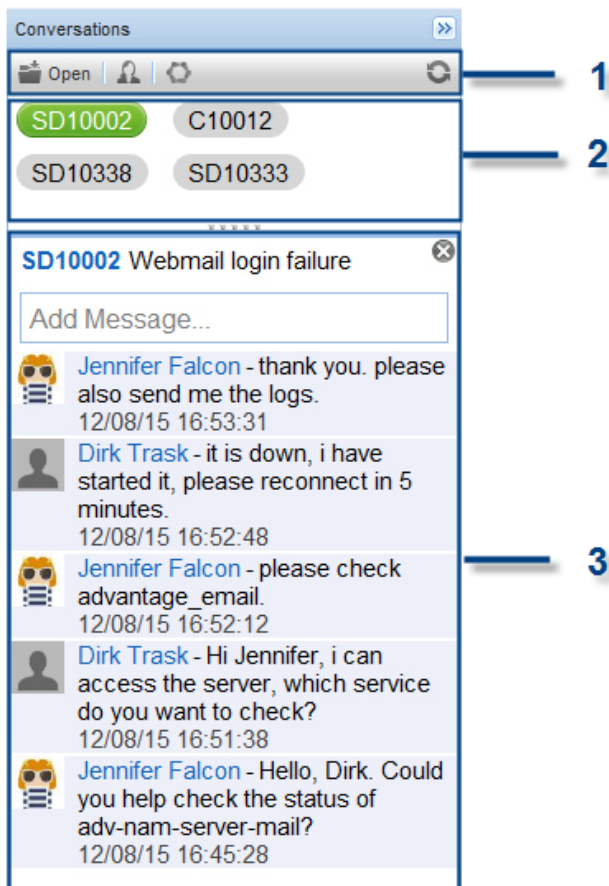 Conversations
Open
1
SD10002 C10012
2
SD10338 SD10333
SD10002 Webmail login failure
Add Message...
Jennifer Falcon - thank you. please
also send me the logs.
12/08/15 16:53:31
Dirk Trask - it is down, i have
started it, please reconnect in 5
minutes.
12/08/15 16:52:48
Jennifer Falcon - please check
3
advantage_email.
12/08/15 16:52:12
Dirk Trask - Hi Jennifer, i can
access the server, which service
do you want to check?
12/08/15 16:51:38
Jennifer Falcon - Hello, Dirk. Could
you help check the status of
adv-nam-server-mail?
12/08/15 16:45:28